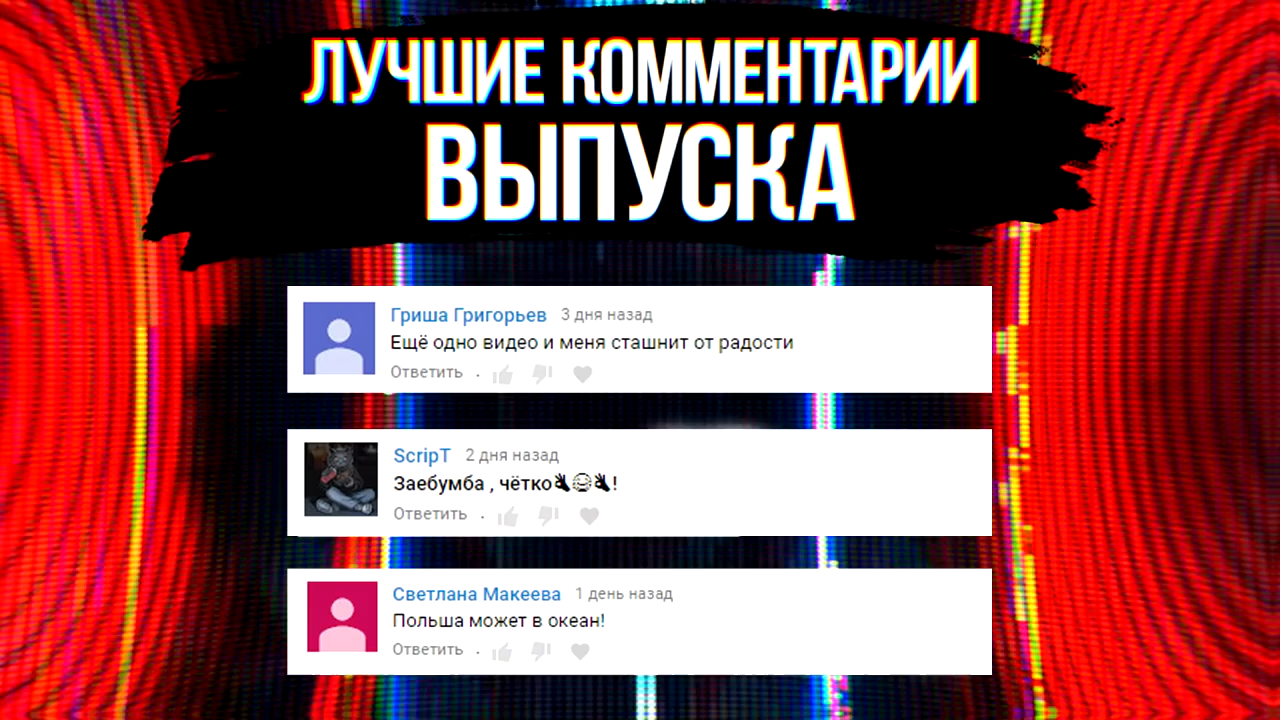 ЛУЧШИЕ КОММЕНТАРИИ
ВЫПУСКА
Гриша Григорьев 3 дня назад
Ещё одно видео и меня сташнит от радости
Ответить
ScripT 2 дня назад
Заебумба , чётко👌😂👌!
Ответить
Светлана Макеева 1 день назад
Польша может в океан!
Ответить